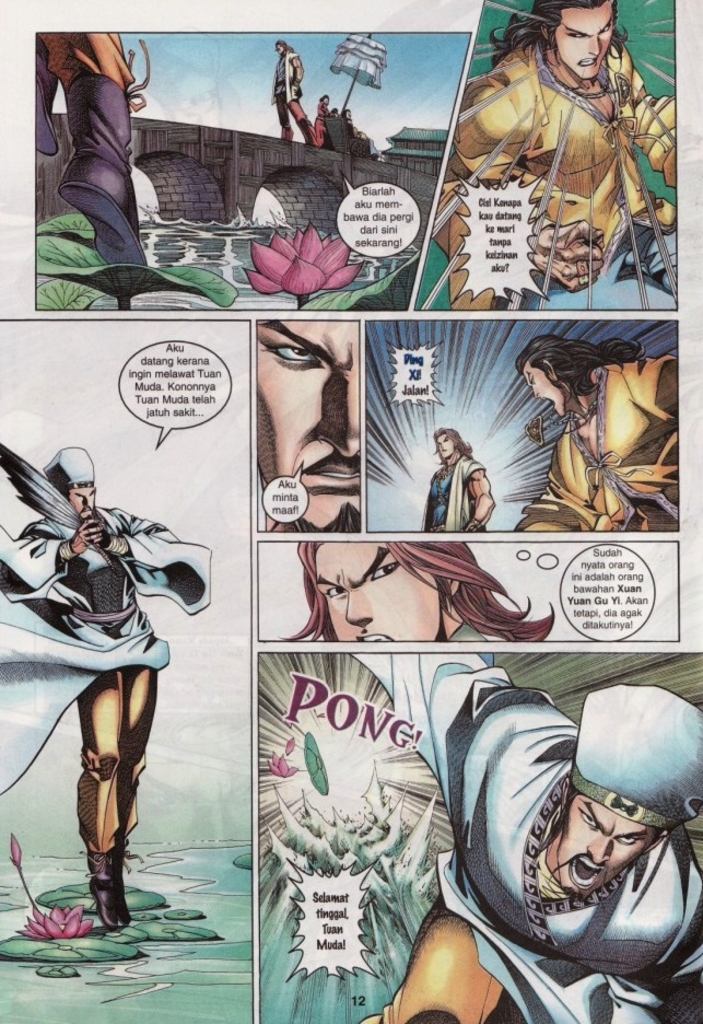 Biarlah
aku mem-
bawa dia pergi
dari sini
sekarang!
Cis! Kenapa
kau datang
ke mari
tanpa
keizinan
aku?
Aku
datang kerana
ingin melawat Tuan
Muda. Kononnya
Tuan Muda telah
jatuh sakit...
Aku
minta
maaf!
Ding
Xi!
Jalan!
Sudah
nyata orang
ini adalah orang
bawahan Xuan
Yuan Gu Yi. Akan
tetapi, dia agak
ditakutinya!
PONG!
Selamat
tinggal,
Tuan
Muda!
12